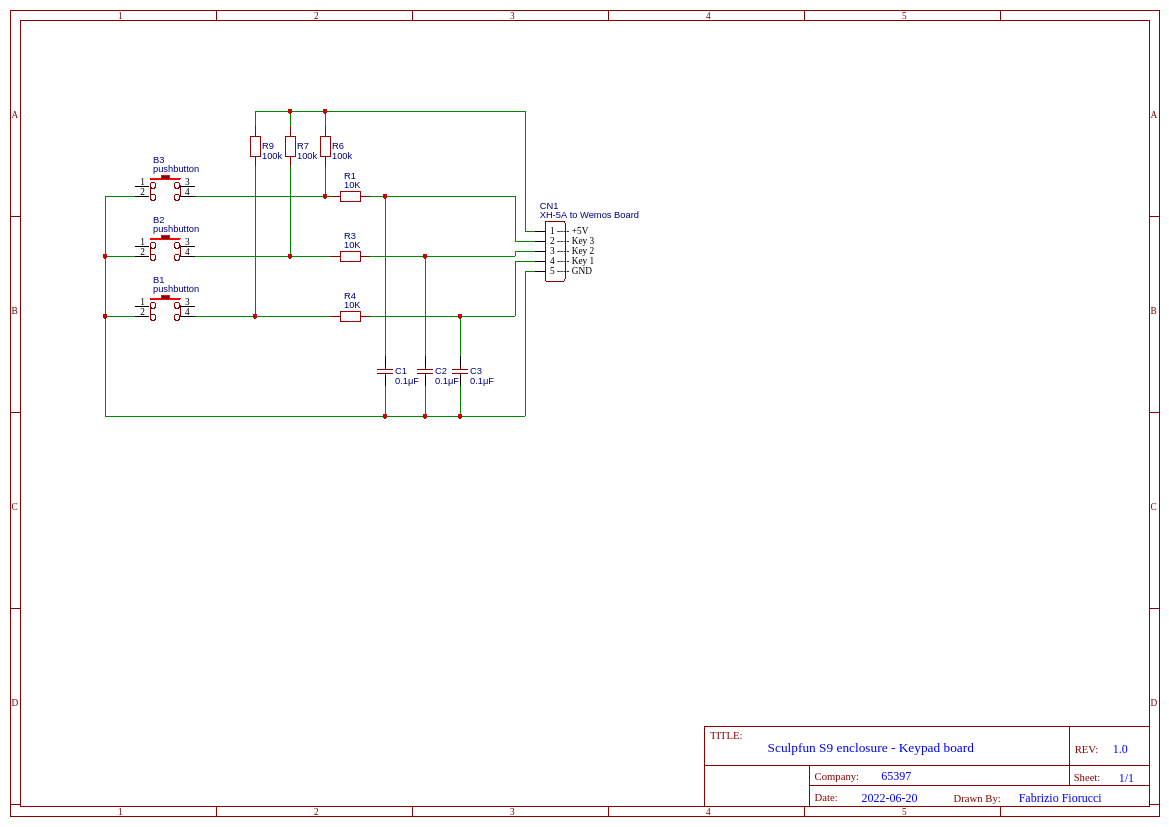 1 2 3 4 5
A A
R9 R7 R6
100k 100k 100k
B3
pushbutton
R1
10K
1 3
2 4
CN1
XH-5A to Wemos Board
B2
pushbutton
1 +5V
R3
10K
2 Key 3
1 3
2 4
3 Key 2
4 Key 1
5 GND
B1
pushbutton
R4
10K
1 3
2 4
B B
C1 C2 C3
0.1μF 0.1μF 0.1μF
C C
D D
TITLE:
Sculpfun S9 enclosure - Keypad board
REV: 1.0
Company: 65397
Sheet: 1/1
Date: 2022-06-20 Drawn By: Fabrizio Fiorucci
1 2 3 4 5